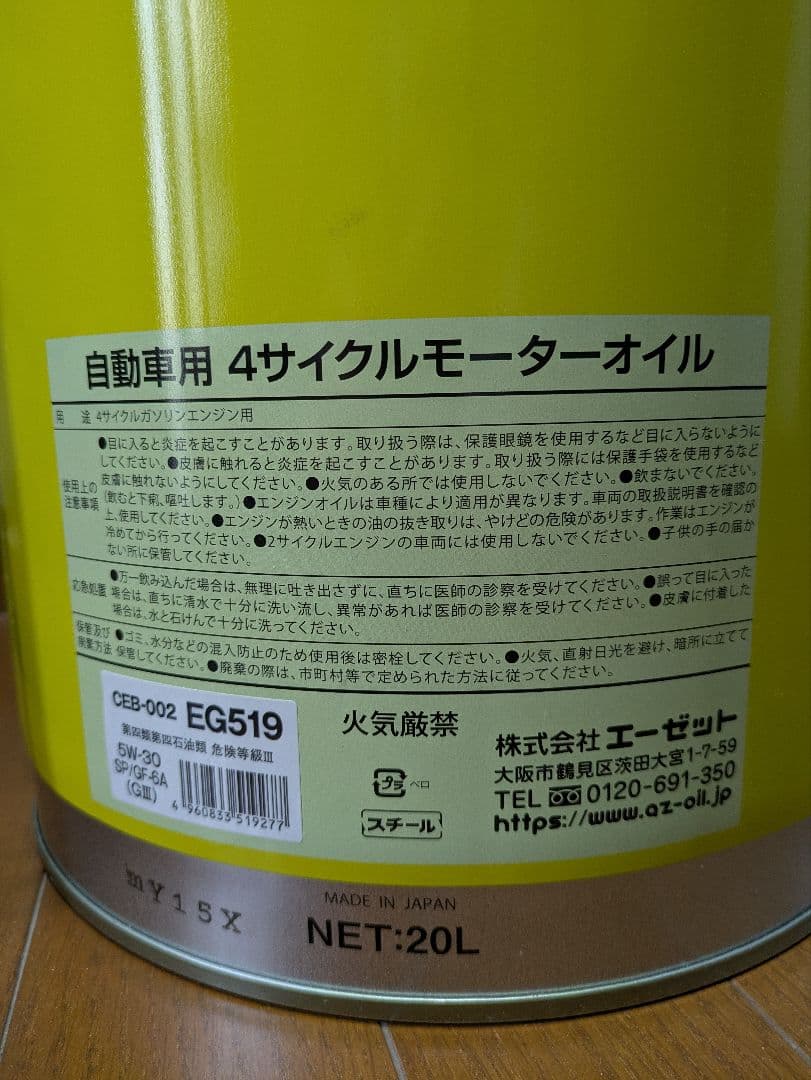 自動車用 4サイクルモーターオイル
用途 4サイクルガソリンエンジン用
使用上の注意事項
●目に入ると炎症を起こすことがあります。取り扱う際は、保護眼鏡を使用するなど目に入らないように
してください。●皮膚に触れると炎症を起こすことがあります。取り扱う際には保護手袋を使用するなど
皮膚に触れないようにしてください。●火気のある所では使用しないでください。●飲まないでください。
(飲むと下痢、嘔吐します。)●エンジンオイルは車種により適用が異なります。車両の取扱説明書を確認の
上、使用してください。●エンジンが熱いときの油の抜き取りは、やけどの危険があります。作業はエンジンが
冷めてから行ってください。●2サイクルエンジンの車両には使用しないでください。●子供の手の届か
ない所に保管してください。
応急処置
●万一飲み込んだ場合は、無理に吐き出さずに、直ちに医師の診察を受けてください。●誤って目に入った
場合は、直ちに清水で十分に洗い流し、異常があれば医師の診察を受けてください。●皮膚に付着した
場合は、水と石けんで十分に洗ってください。
保管及び廃棄方法
●ゴミ、水分などの混入防止のため使用後は密栓してください。●火気、直射日光を避け、暗所に立てて
保管してください。●廃棄の際は、市町村等で定められた方法に従ってください。
CEB-002 EG519
第四類第四石油類 危険等級Ⅲ
5W-30
SP/GF-6A
(GⅢ)
4 960833 519277
火気厳禁
プラ ベロ
スチール
株式会社 エーゼット
大阪市鶴見区茨田大宮1-7-59
TEL 0120-691-350
https://www.az-oil.jp
mY15X
MADE IN JAPAN
NET:20L